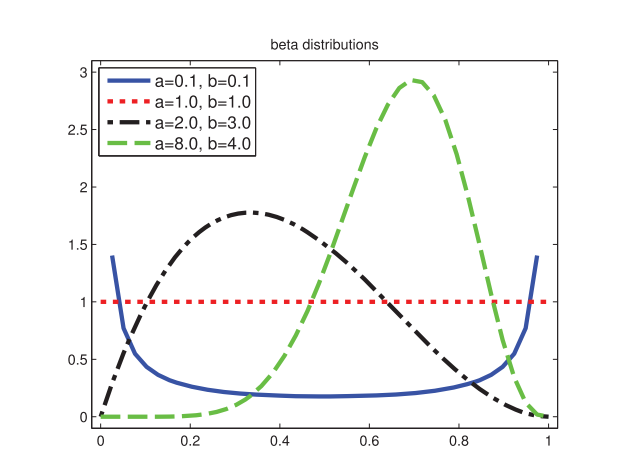 beta distributions
a=0.1, b=0.1
a=1.0, b=1.0
a=2.0, b=3.0
a=8.0, b=4.0
3
2.5
2
1.5
1
0.5
0
0 0.2 0.4 0.6 0.8 1